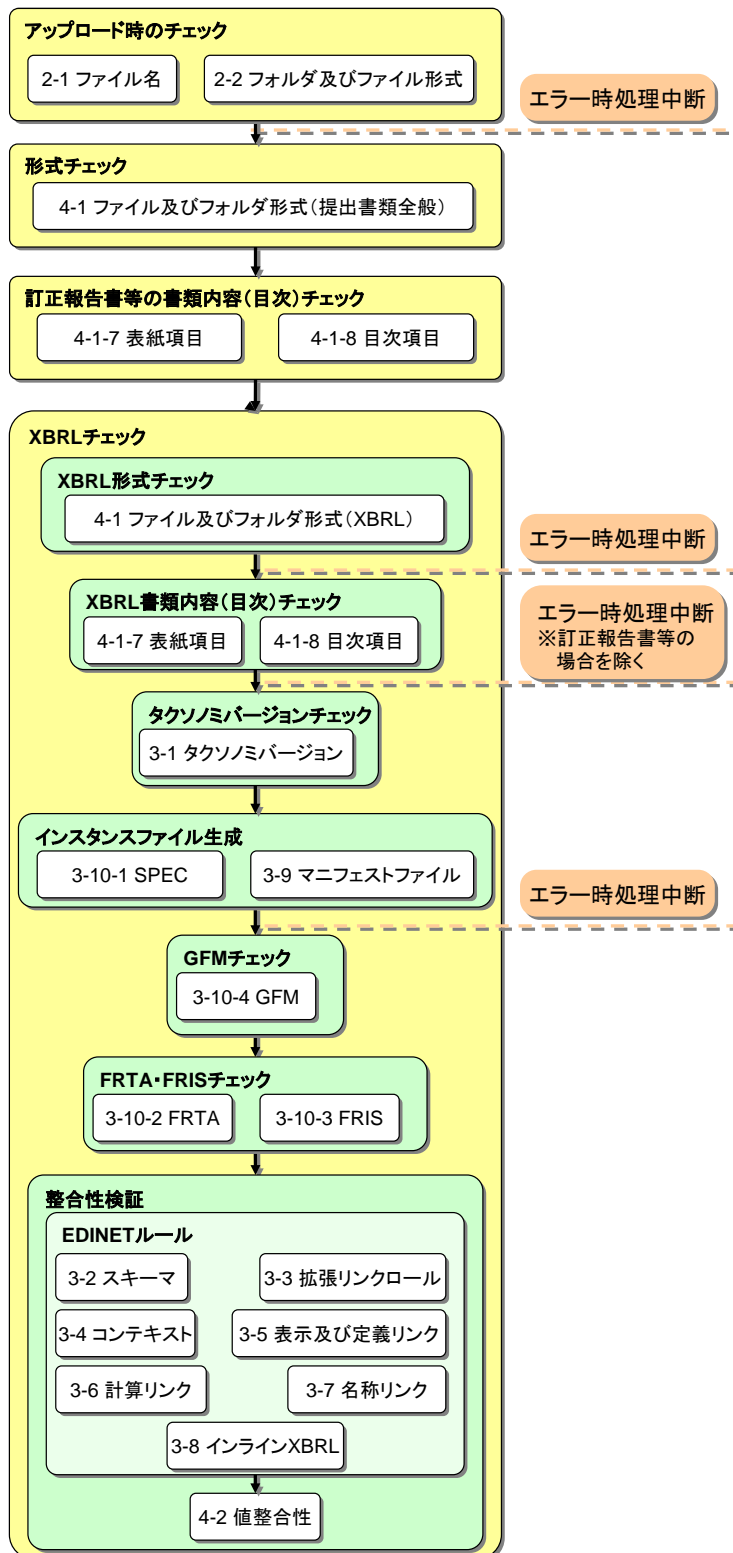 アップロード時のチェック
2-1 ファイル名
2-2 フォルダ及びファイル形式
エラー時処理中断
形式チェック
4-1 ファイル及びフォルダ形式(提出書類全般)
訂正報告書等の書類内容(目次)チェック
4-1-7 表紙項目
4-1-8 目次項目
XBRLチェック
XBRL形式チェック
4-1 ファイル及びフォルダ形式(XBRL)
エラー時処理中断
XBRL書類内容(目次)チェック
4-1-7 表紙項目
4-1-8 目次項目
エラー時処理中断
※訂正報告書等の
場合を除く
タクソノミバージョンチェック
3-1 タクソノミバージョン
インスタンスファイル生成
3-10-1 SPEC
3-9 マニフェストファイル
エラー時処理中断
GFMチェック
3-10-4 GFM
FRTA・FRISチェック
3-10-2 FRTA
3-10-3 FRIS
整合性検証
EDINETルール
3-2 スキーマ
3-3 拡張リンクロール
3-4 コンテキスト
3-5 表示及び定義リンク
3-6 計算リンク
3-7 名称リンク
3-8 インラインXBRL
4-2 値整合性